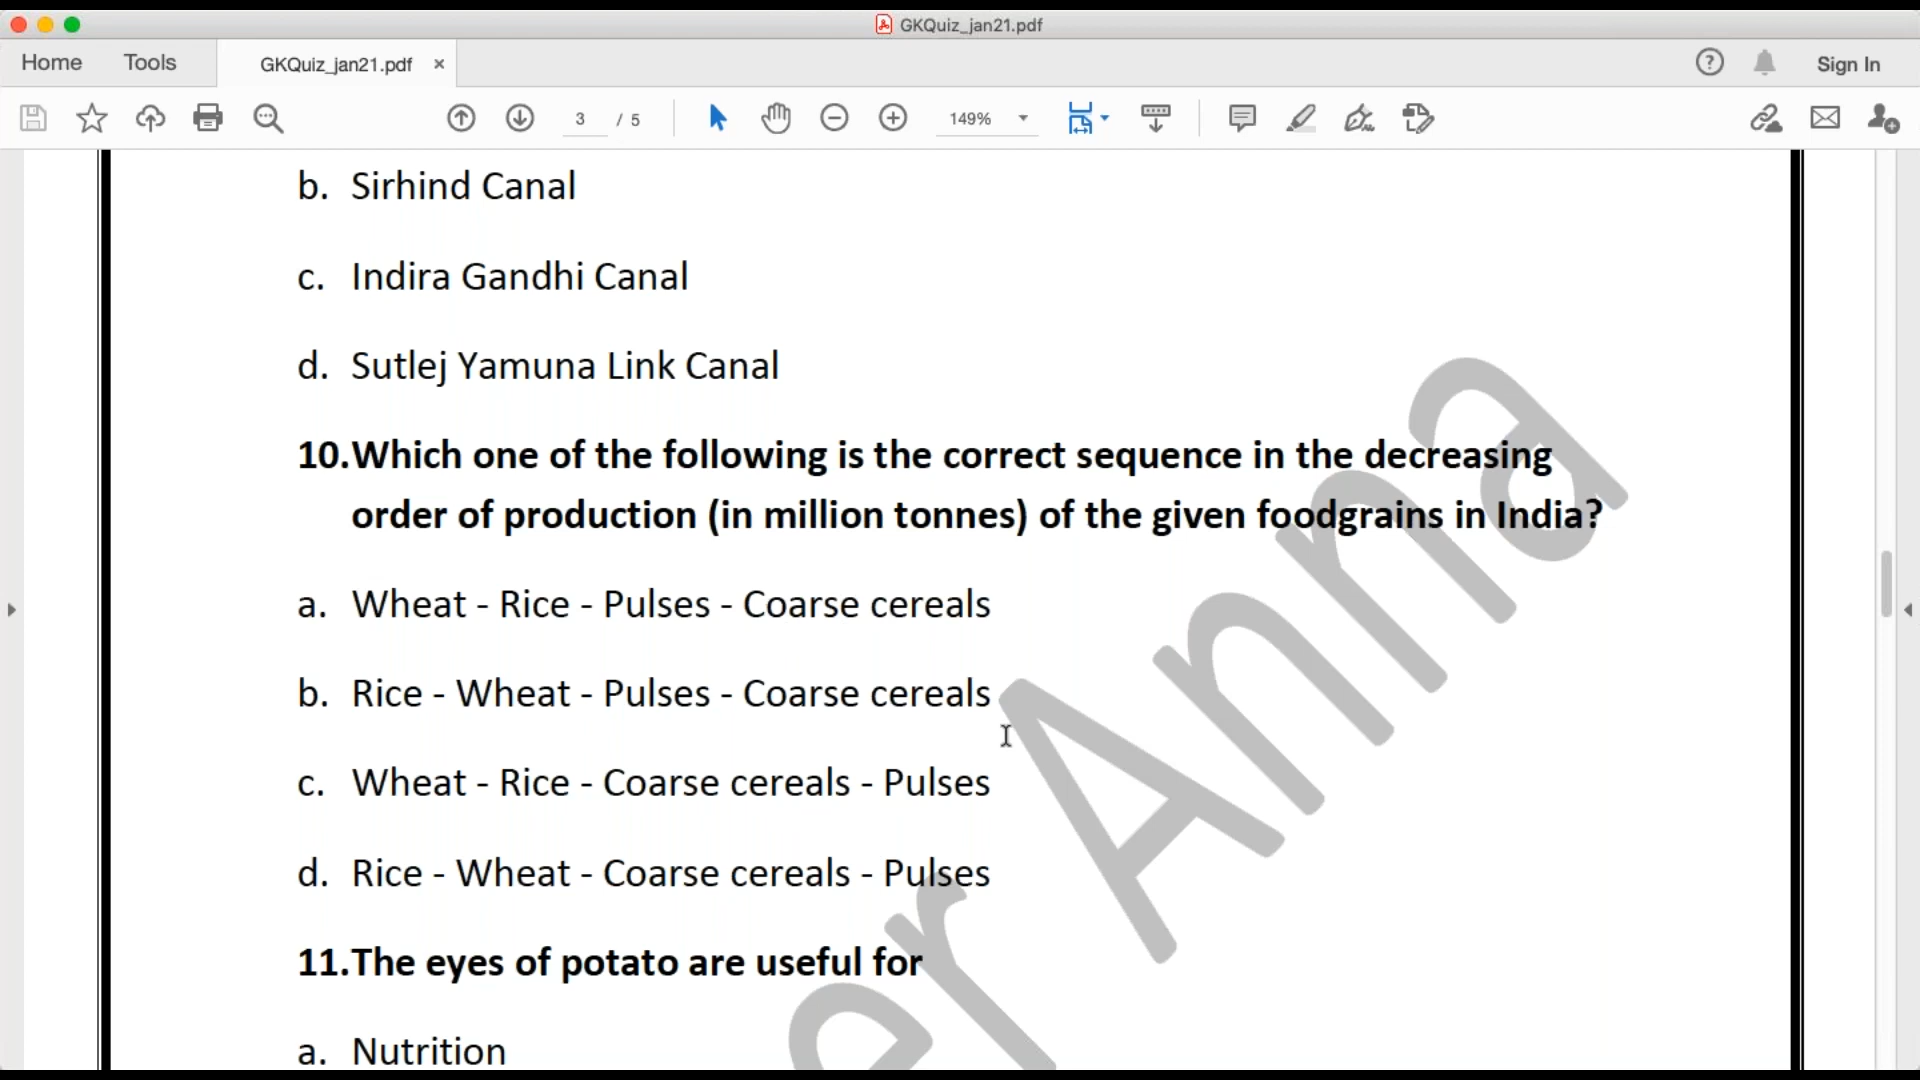 GKQuiz_jan21.pdf
Home Tools GKQuiz_jan21.pdf × ? Sign In
3 / 5 149%
b. Sirhind Canal
c. Indira Gandhi Canal
d. Sutlej Yamuna Link Canal
10.Which one of the following is the correct sequence in the decreasing
order of production (in million tonnes) of the given foodgrains in India?
a. Wheat - Rice - Pulses - Coarse cereals
b. Rice - Wheat - Pulses - Coarse cereals
c. Wheat - Rice - Coarse cereals - Pulses
d. Rice - Wheat - Coarse cereals - Pulses
11.The eyes of potato are useful for
a. Nutrition
er Anna